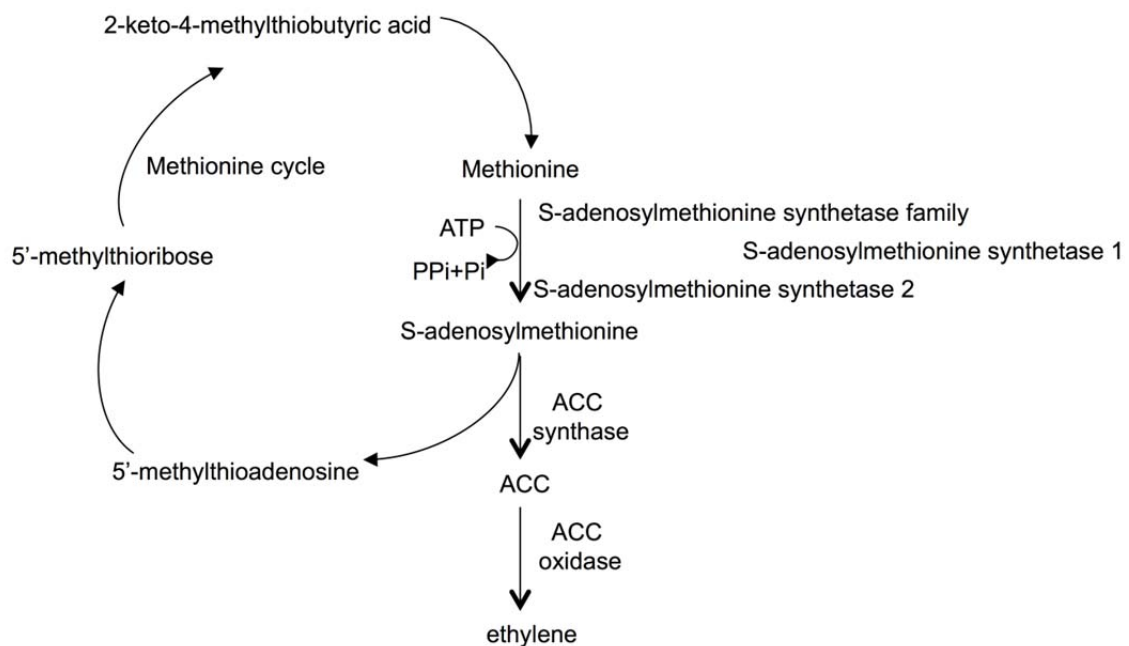 2-keto-4-methylthiobutyric acid
Methionine cycle
Methionine
ATP
S-adenosylmethionine synthetase family
5’-methylthioribose
S-adenosylmethionine synthetase 1
PPi+Pi
S-adenosylmethionine synthetase 2
S-adenosylmethionine
ACC
synthase
5’-methylthioadenosine
ACC
ACC
oxidase
ethylene